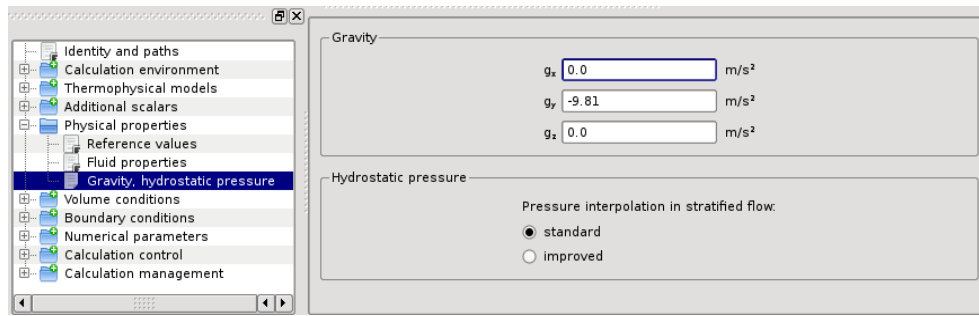 Identity and paths
Calculation environment
Thermophysical models
Additional scalars
Physical properties
Reference values
Fluid properties
Gravity, hydrostatic pressure
Volume conditions
Boundary conditions
Numerical parameters
Calculation control
Calculation management
Gravity
gₓ 0.0 m/s²
gᵧ -9.81 m/s²
g_z 0.0 m/s²
Hydrostatic pressure
Pressure interpolation in stratified flow:
standard
improved